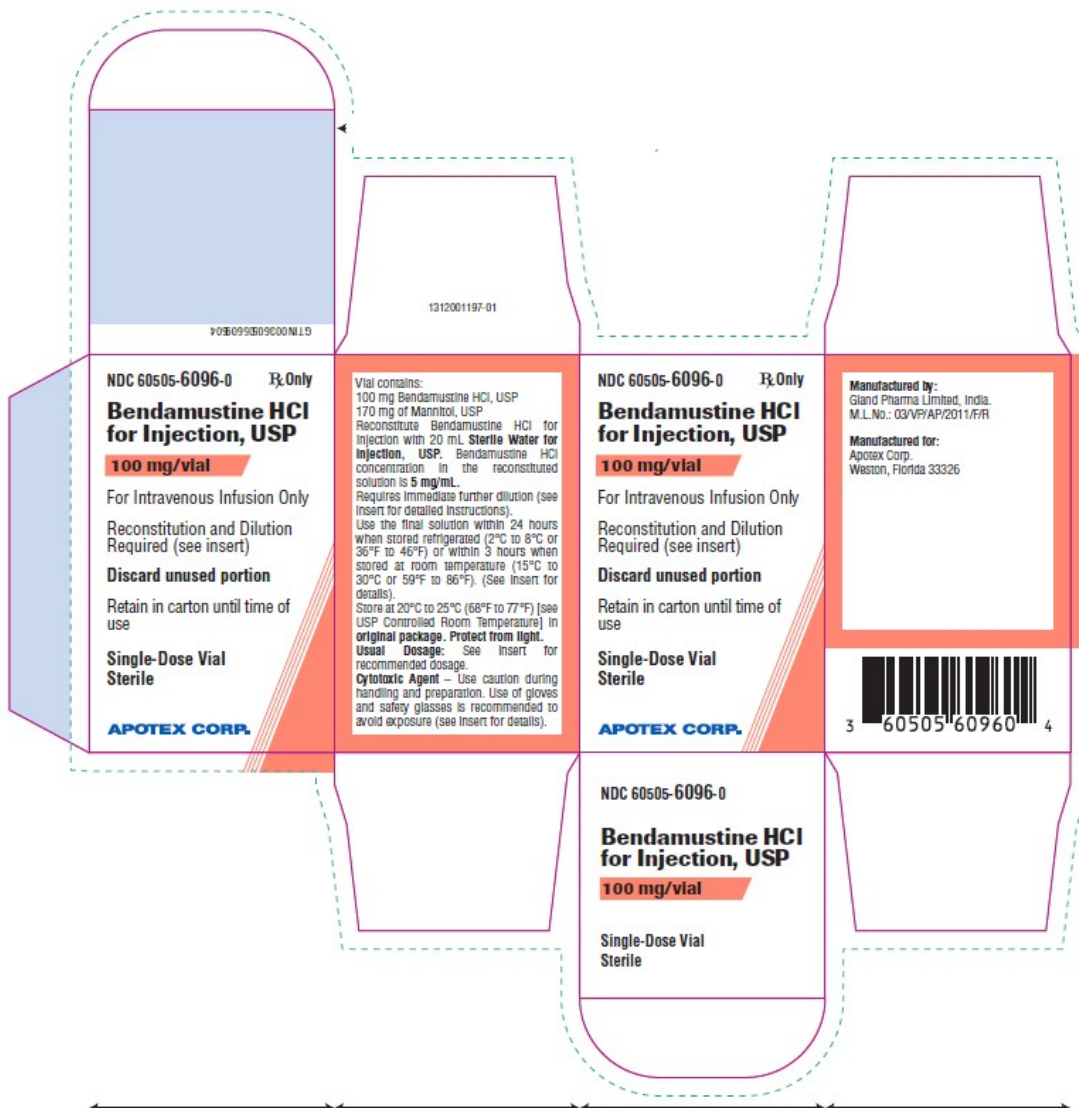 GTIN00360505609604
1312001197-01
NDC 60505-6096-0 ℞ Only
Bendamustine HCl
for Injection, USP
100 mg/vial
For Intravenous Infusion Only
Reconstitution and Dilution
Required (see insert)
Discard unused portion
Retain in carton until time of
use
Single-Dose Vial
Sterile
APOTEX CORP.
Vial contains:
100 mg Bendamustine HCl, USP
170 mg of Mannitol, USP
Reconstitute Bendamustine HCl for
Injection with 20 mL Sterile Water for
Injection, USP. Bendamustine HCl
concentration in the reconstituted
solution is 5 mg/mL.
Requires immediate further dilution (see
insert for detailed instructions).
Use the final solution within 24 hours
when stored refrigerated (2°C to 8°C or
36°F to 46°F) or within 3 hours when
stored at room temperature (15°C to
30°C or 59°F to 86°F). (See insert for
details).
Store at 20°C to 25°C (68°F to 77°F) [see
USP Controlled Room Temperature] in
original package. Protect from light.
Usual Dosage: See insert for
recommended dosage.
Cytotoxic Agent – Use caution during
handling and preparation. Use of gloves
and safety glasses is recommended to
avoid exposure (see insert for details).
NDC 60505-6096-0 ℞ Only
Bendamustine HCl
for Injection, USP
100 mg/vial
For Intravenous Infusion Only
Reconstitution and Dilution
Required (see insert)
Discard unused portion
Retain in carton until time of
use
Single-Dose Vial
Sterile
APOTEX CORP.
Manufactured by:
Gland Pharma Limited, India.
M.L.No.: 03/VP/AP/2011/F/R
Manufactured for:
Apotex Corp.
Weston, Florida 33326
3 60505 60960 4
NDC 60505-6096-0
Bendamustine HCl
for Injection, USP
100 mg/vial
Single-Dose Vial
Sterile